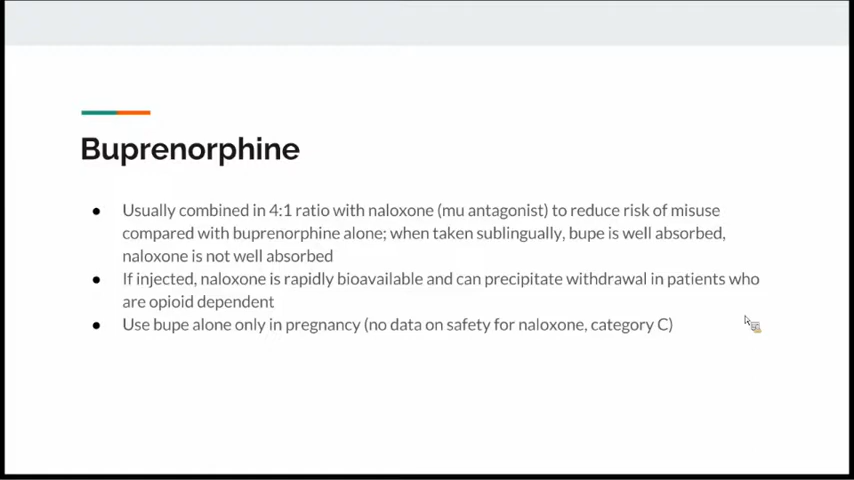 Buprenorphine
● Usually combined in 4:1 ratio with naloxone (mu antagonist) to reduce risk of misuse
compared with buprenorphine alone; when taken sublingually, bupe is well absorbed,
naloxone is not well absorbed
● If injected, naloxone is rapidly bioavailable and can precipitate withdrawal in patients who
are opioid dependent
● Use bupe alone only in pregnancy (no data on safety for naloxone, category C)